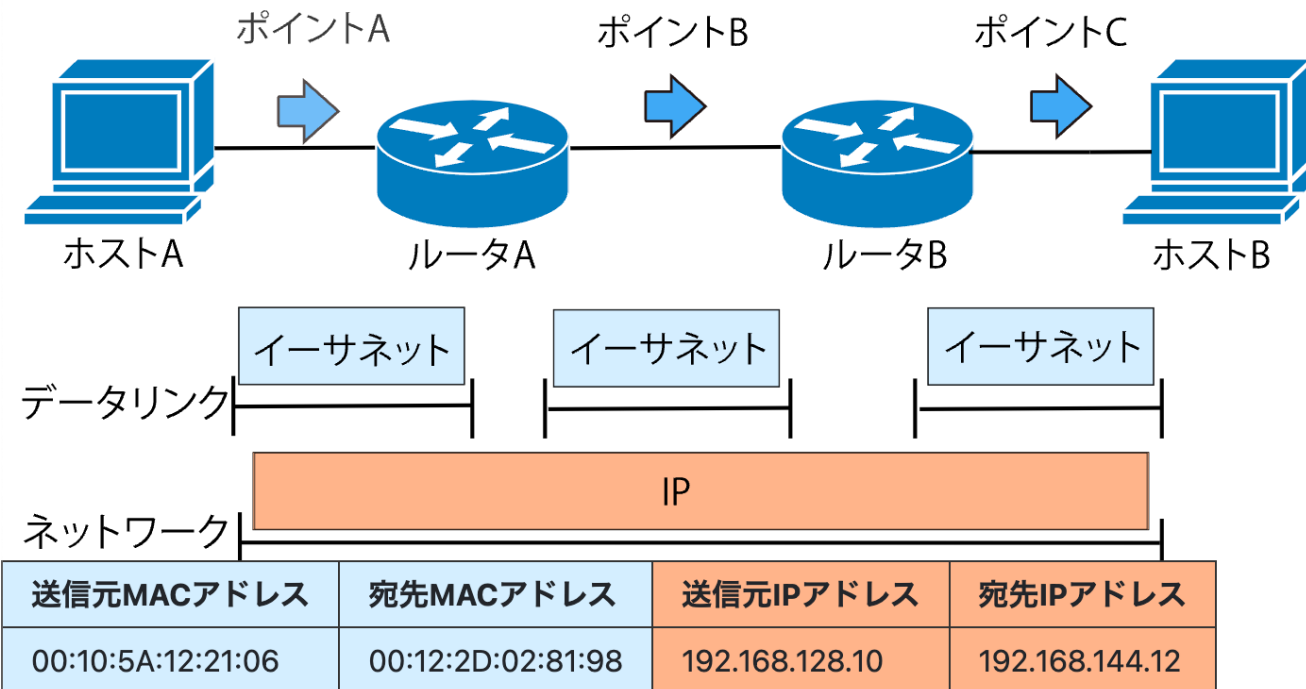 ポイントA
ポイントB
ポイントC
ホストA
ルータA
ルータB
ホストB
イーサネット
イーサネット
イーサネット
データリンク
IP
ネットワーク
送信元MACアドレス 宛先MACアドレス 送信元IPアドレス 宛先IPアドレス
00:10:5A:12:21:06 00:12:2D:02:81:98 192.168.128.10 192.168.144.12